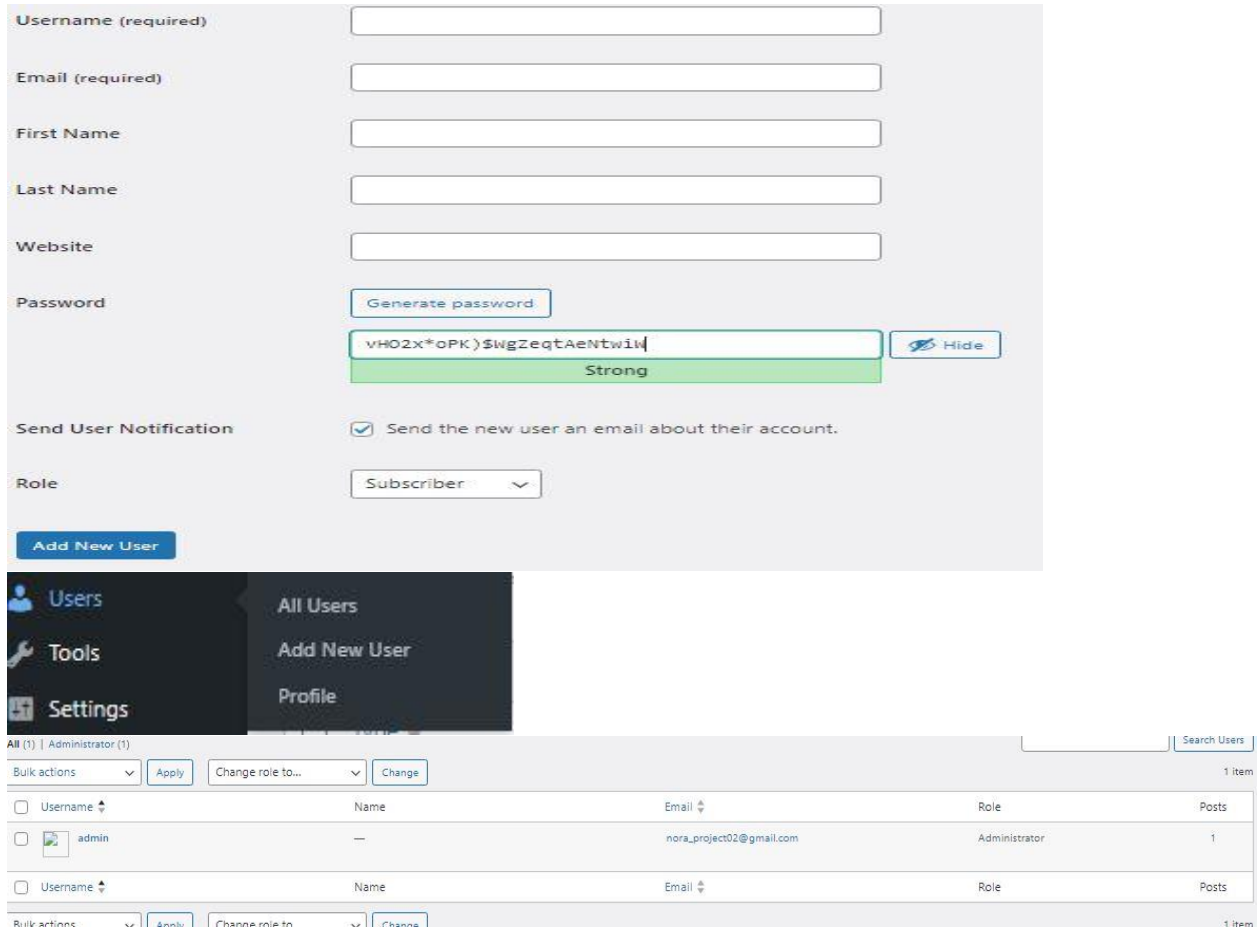 Username (required)
Email (required)
First Name
Last Name
Website
Password Generate password
vHO2x*oPK)$WgZeqtAeNtwiW Hide
Strong
Send User Notification Send the new user an email about their account.
Role Subscriber
Add New User
Users All Users
Tools Add New User
Settings Profile
All (1) | Administrator (1) Search Users
Bulk actions Apply Change role to... Change 1 item
Username Name Email Role Posts
admin — nora_project02@gmail.com Administrator 1
Username Name Email Role Posts
Bulk actions Apply Change role to... Change 1 item